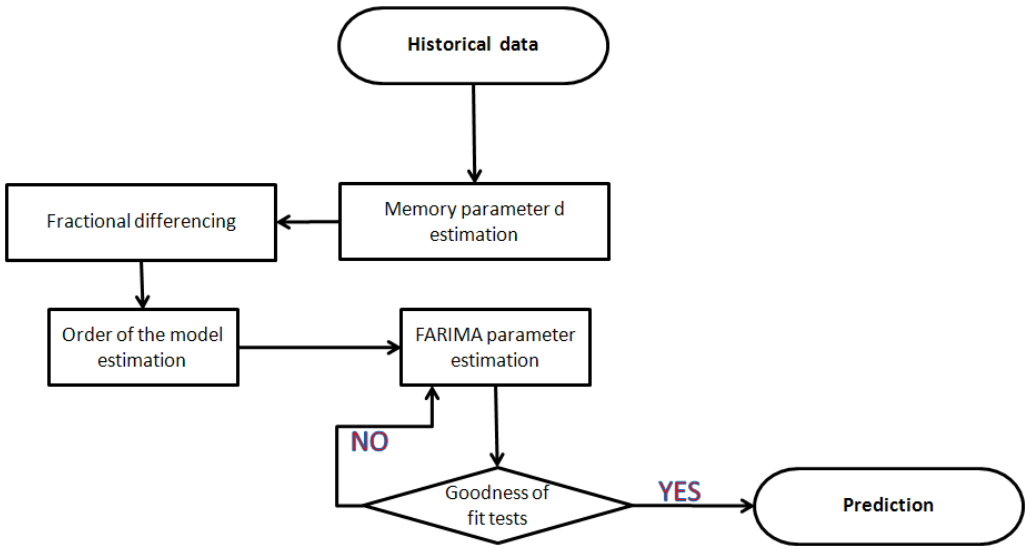 Historical data
Memory parameter d
estimation
Fractional differencing
Order of the model
estimation
FARIMA parameter
estimation
NO
Goodness of
fit tests
YES
Prediction